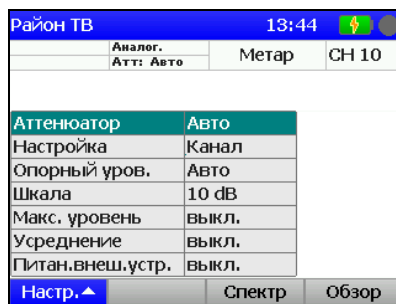 Район ТВ 13:44
Аналог. Метар CH 10
Атт: Авто
Аттенюатор Авто
Настройка Канал
Опорный уров. Авто
Шкала 10 dB
Макс. уровень выкл.
Усреднение выкл.
Питан.внеш.устр. выкл.
Настр. Спектр Обзор